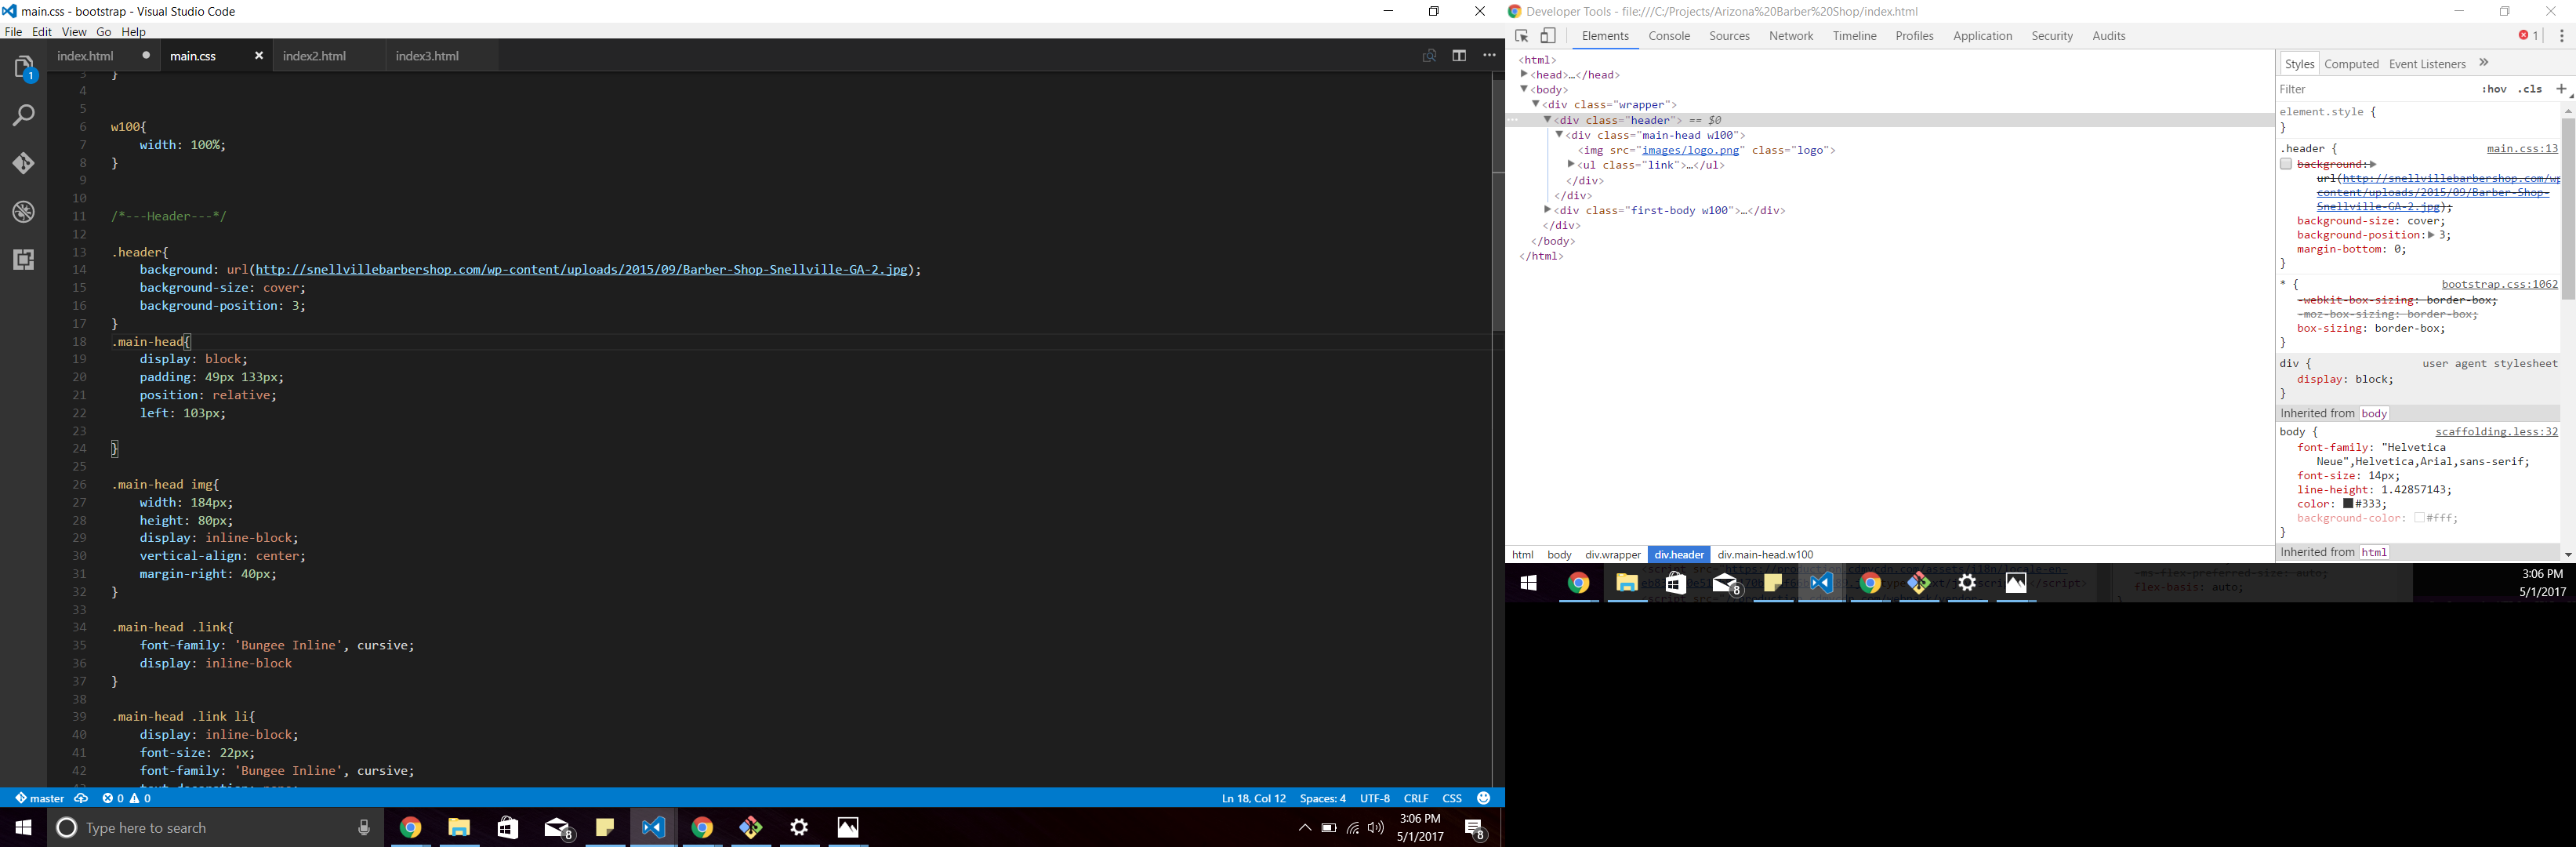 main.css - bootstrap - Visual Studio Code
File Edit View Go Help
index.html
main.css
index2.html
index3.html
1
3 }
4
5
6 w100{
7 width: 100%;
8 }
9
10
11 /*---Header---*/
12
13 .header{
14 background: url(http://snellvillebarbershop.com/wp-content/uploads/2015/09/Barber-Shop-Snellville-GA-2.jpg);
15 background-size: cover;
16 background-position: 3;
17 }
18 .main-head{
19 display: block;
20 padding: 49px 133px;
21 position: relative;
22 left: 103px;
23
24 }
25
26 .main-head img{
27 width: 184px;
28 height: 80px;
29 display: inline-block;
30 vertical-align: center;
31 margin-right: 40px;
32 }
33
34 .main-head .link{
35 font-family: 'Bungee Inline', cursive;
36 display: inline-block
37 }
38
39 .main-head .link li{
40 display: inline-block;
41 font-size: 22px;
42 font-family: 'Bungee Inline', cursive;
master 0 0 Ln 18, Col 12 Spaces: 4 UTF-8 CRLF CSS
Type here to search
8
3:06 PM
5/1/2017
8
Developer Tools - file:///C:/Projects/Arizona%20Barber%20Shop/index.html
Elements Console Sources Network Timeline Profiles Application Security Audits 1
<html>
<head>…</head>
<body>
<div class="wrapper">
<div class="header"> == $0
<div class="main-head w100">
<img src="images/logo.png" class="logo">
<ul class="link">…</ul>
</div>
</div>
<div class="first-body w100">…</div>
</div>
</body>
</html>
html body div.wrapper div.header div.main-head.w100
Styles Computed Event Listeners »
Filter :hov .cls +
element.style {
}
.header { main.css:13
background:
url(http://snellvillebarbershop.com/wp
content/uploads/2015/09/Barber-Shop-
Snellville-GA-2.jpg);
background-size: cover;
background-position: 3;
margin-bottom: 0;
}
* { bootstrap.css:1062
-webkit-box-sizing: border-box;
-moz-box-sizing: border-box;
box-sizing: border-box;
}
div { user agent stylesheet
display: block;
}
Inherited from body
body { scaffolding.less:32
font-family: "Helvetica
Neue",Helvetica,Arial,sans-serif;
font-size: 14px;
line-height: 1.42857143;
color: #333;
background-color: #fff;
}
Inherited from html
-ms-flex-preferred-size: auto;
flex-basis: auto;
8
3:06 PM
5/1/2017